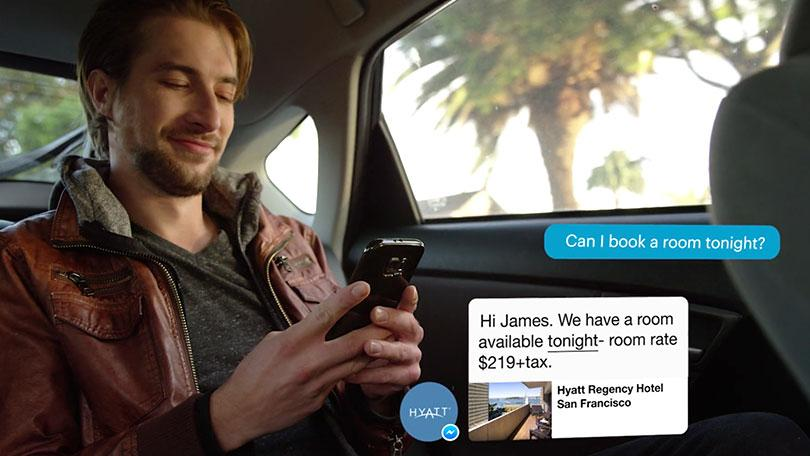 Can I book a room tonight?
Hi James. We have a room
available tonight- room rate
$219+tax.
Hyatt Regency Hotel
San Francisco
HYATT